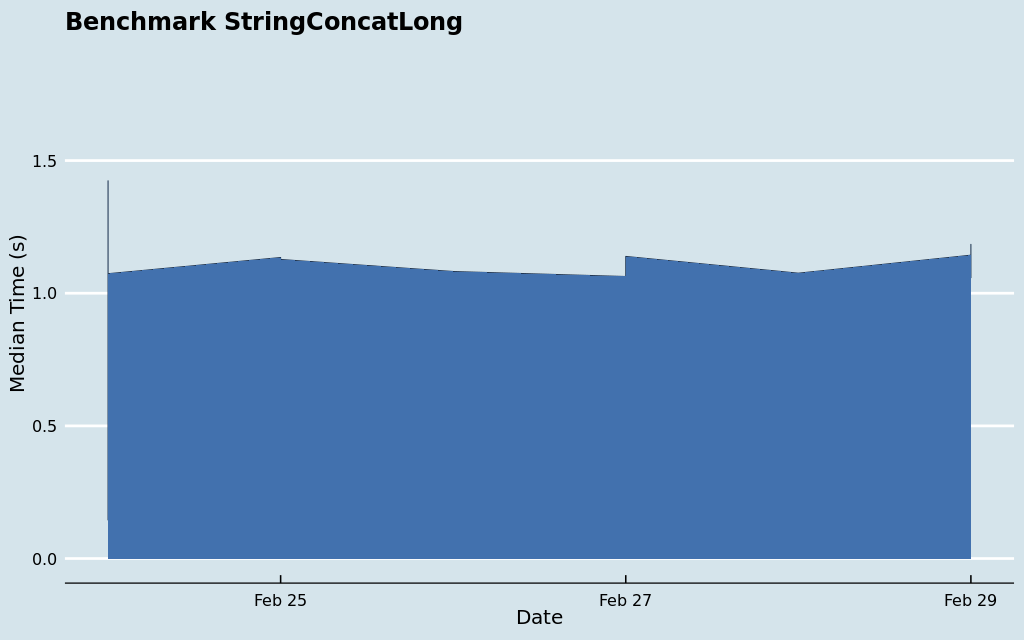 Benchmark StringConcatLong
Median Time (s)
1.5
1.0
0.5
0.0
Feb 25
Feb 27
Feb 29
Date